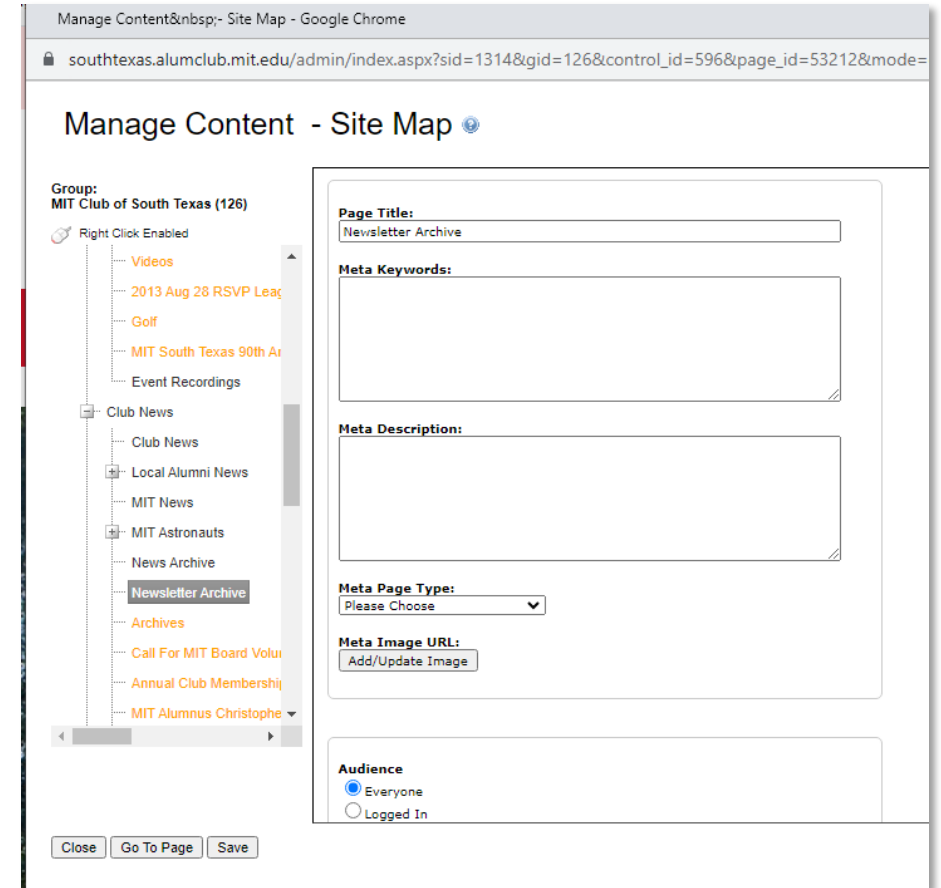 Manage Content&nbsp;- Site Map - Google Chrome
southtexas.alumclub.mit.edu/admin/index.aspx?sid=1314&gid=126&control_id=596&page_id=53212&mode=
Manage Content - Site Map
Group:
MIT Club of South Texas (126)
Right Click Enabled
Videos
2013 Aug 28 RSVP Leag
Golf
MIT South Texas 90th An
Event Recordings
Club News
Club News
Local Alumni News
MIT News
MIT Astronauts
News Archive
Newsletter Archive
Archives
Call For MIT Board Volu
Annual Club Membership
MIT Alumnus Christophe
Page Title:
Newsletter Archive
Meta Keywords:
Meta Description:
Meta Page Type:
Please Choose
Meta Image URL:
Add/Update Image
Audience
Everyone
Logged In
Close
Go To Page
Save